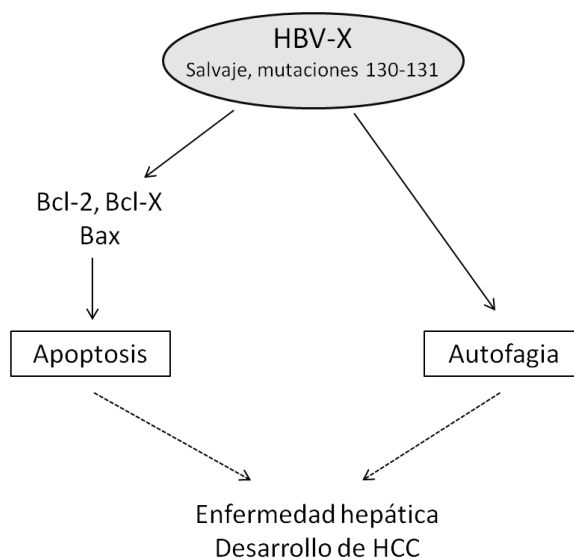 HBV-X
Salvaje, mutaciones 130-131
Bcl-2, Bcl-X
Bax
Apoptosis
Autofagia
Enfermedad hepática
Desarrollo de HCC